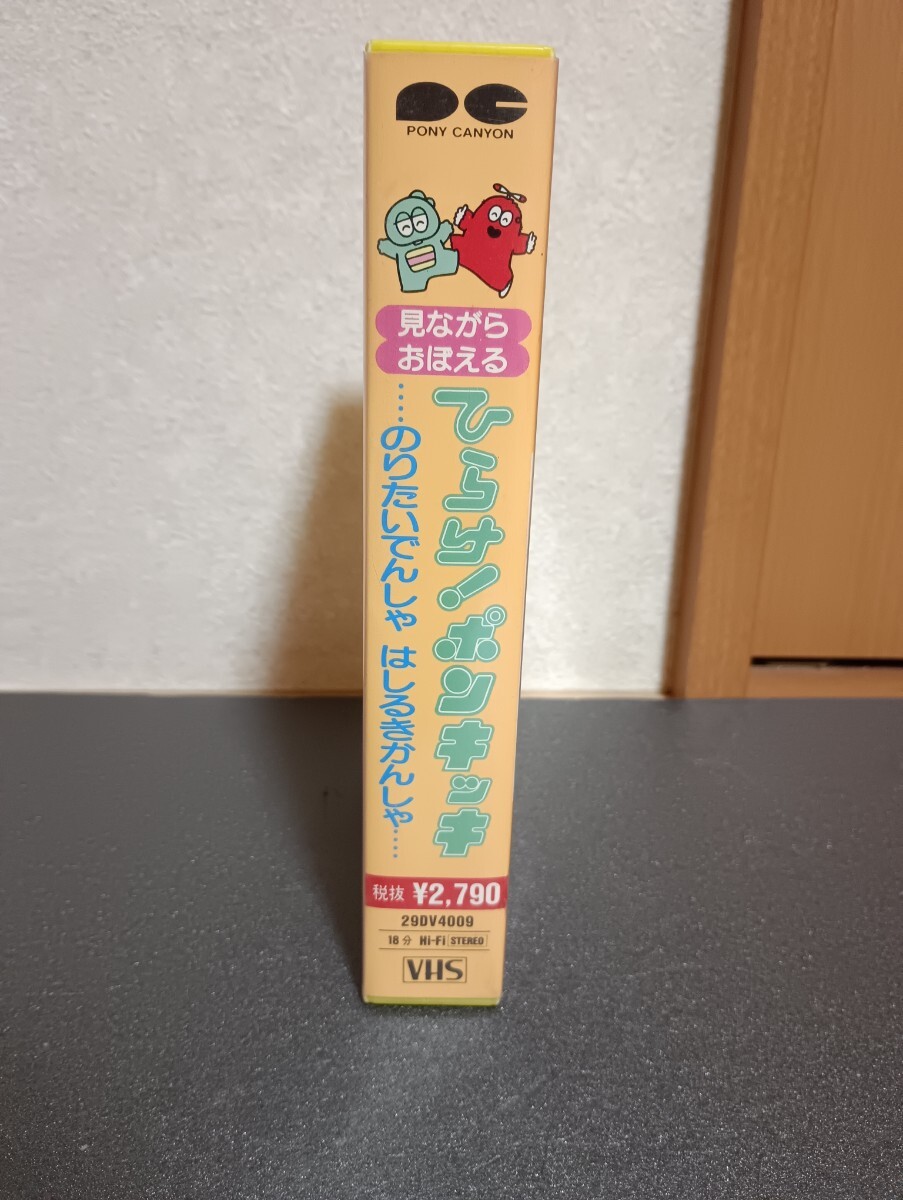 PONY CANYON
見ながら
おぼえる
ひらけ!ポンキッキ
……のりたいでんしゃ はしるきかんしゃ……
税抜 ¥2,790
29DV4009
18分 Hi-Fi STEREO
VHS